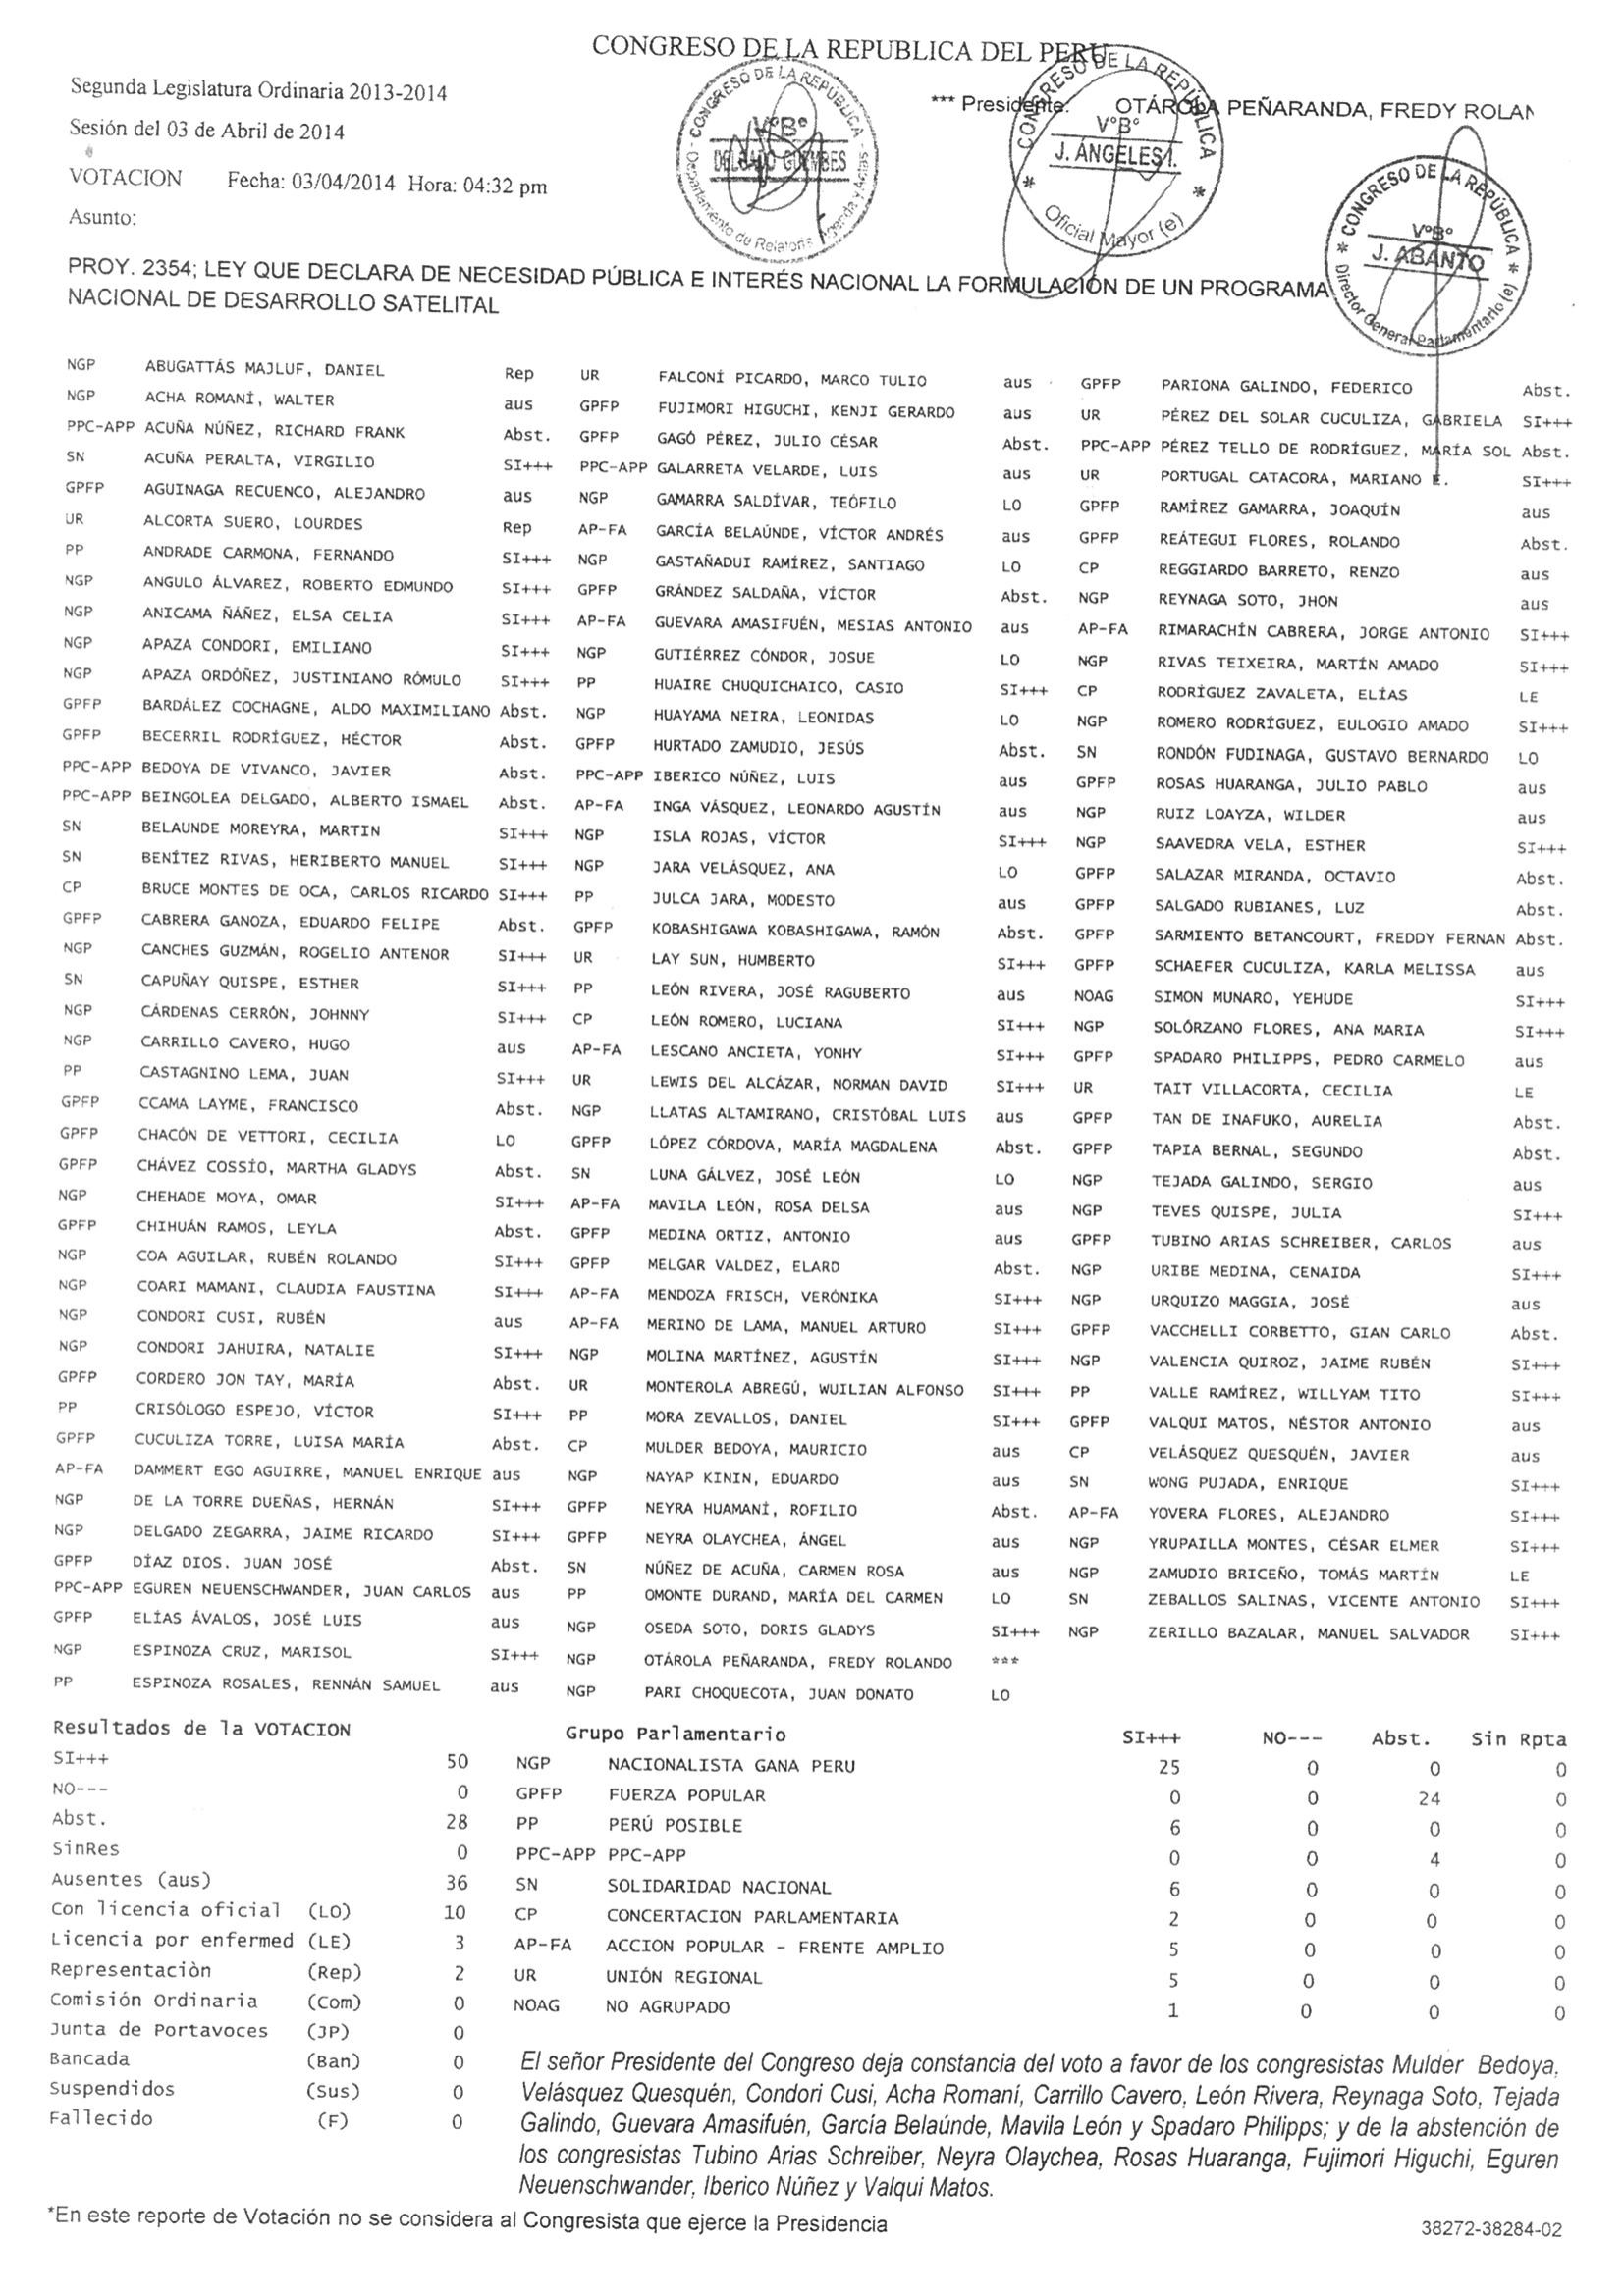 CONGRESO DE LA REPUBLICA DEL PERU
Segunda Legislatura Ordinaria 2013-2014
*** Presidente: OTÁROLA PEÑARANDA, FREDY ROLAN
Sesión del 03 de Abril de 2014
VOTACION Fecha: 03/04/2014 Hora: 04:32 pm
Asunto:
CONGRESO DE LA REPÚBLICA
V°B°
DELGADO GUEMBES
Departamento de Relatoría, Agenda y Actas
CONGRESO DE LA REPÚBLICA
V°B°
J. ÁNGELES I.
Oficial Mayor (e)
CONGRESO DE LA REPÚBLICA
V°B°
J. ABANTO
Director General Parlamentario (e)
PROY. 2354; LEY QUE DECLARA DE NECESIDAD PÚBLICA E INTERÉS NACIONAL LA FORMULACIÓN DE UN PROGRAMA
NACIONAL DE DESARROLLO SATELITAL
NGP ABUGATTÁS MAJLUF, DANIEL Rep
NGP ACHA ROMANÍ, WALTER aus
PPC-APP ACUÑA NÚÑEZ, RICHARD FRANK Abst.
SN ACUÑA PERALTA, VIRGILIO SI+++
GPFP AGUINAGA RECUENCO, ALEJANDRO aus
UR ALCORTA SUERO, LOURDES Rep
PP ANDRADE CARMONA, FERNANDO SI+++
NGP ANGULO ÁLVAREZ, ROBERTO EDMUNDO SI+++
NGP ANICAMA ÑÁÑEZ, ELSA CELIA SI+++
NGP APAZA CONDORI, EMILIANO SI+++
NGP APAZA ORDÓÑEZ, JUSTINIANO RÓMULO SI+++
GPFP BARDÁLEZ COCHAGNE, ALDO MAXIMILIANO Abst.
GPFP BECERRIL RODRÍGUEZ, HÉCTOR Abst.
PPC-APP BEDOYA DE VIVANCO, JAVIER Abst.
PPC-APP BEINGOLEA DELGADO, ALBERTO ISMAEL Abst.
SN BELAUNDE MOREYRA, MARTIN SI+++
SN BENÍTEZ RIVAS, HERIBERTO MANUEL SI+++
CP BRUCE MONTES DE OCA, CARLOS RICARDO SI+++
GPFP CABRERA GANOZA, EDUARDO FELIPE Abst.
NGP CANCHES GUZMÁN, ROGELIO ANTENOR SI+++
SN CAPUÑAY QUISPE, ESTHER SI+++
NGP CÁRDENAS CERRÓN, JOHNNY SI+++
NGP CARRILLO CAVERO, HUGO aus
PP CASTAGNINO LEMA, JUAN SI+++
GPFP CCAMA LAYME, FRANCISCO Abst.
GPFP CHACÓN DE VETTORI, CECILIA LO
GPFP CHÁVEZ COSSÍO, MARTHA GLADYS Abst.
NGP CHEHADE MOYA, OMAR SI+++
GPFP CHIHUÁN RAMOS, LEYLA Abst.
NGP COA AGUILAR, RUBÉN ROLANDO SI+++
NGP COARI MAMANI, CLAUDIA FAUSTINA SI+++
NGP CONDORI CUSI, RUBÉN aus
NGP CONDORI JAHUIRA, NATALIE SI+++
GPFP CORDERO JON TAY, MARÍA Abst.
PP CRISÓLOGO ESPEJO, VÍCTOR SI+++
GPFP CUCULIZA TORRE, LUISA MARÍA Abst.
AP-FA DAMMERT EGO AGUIRRE, MANUEL ENRIQUE aus
NGP DE LA TORRE DUEÑAS, HERNÁN SI+++
NGP DELGADO ZEGARRA, JAIME RICARDO SI+++
GPFP DÍAZ DIOS. JUAN JOSÉ Abst.
PPC-APP EGUREN NEUENSCHWANDER, JUAN CARLOS aus
GPFP ELÍAS ÁVALOS, JOSÉ LUIS aus
NGP ESPINOZA CRUZ, MARISOL SI+++
PP ESPINOZA ROSALES, RENNÁN SAMUEL aus
UR FALCONÍ PICARDO, MARCO TULIO aus
GPFP FUJIMORI HIGUCHI, KENJI GERARDO aus
GPFP GAGÓ PÉREZ, JULIO CÉSAR Abst.
PPC-APP GALARRETA VELARDE, LUIS aus
NGP GAMARRA SALDÍVAR, TEÓFILO LO
AP-FA GARCÍA BELAÚNDE, VÍCTOR ANDRÉS aus
NGP GASTAÑADUI RAMÍREZ, SANTIAGO LO
GPFP GRÁNDEZ SALDAÑA, VÍCTOR Abst.
AP-FA GUEVARA AMASIFUÉN, MESIAS ANTONIO aus
NGP GUTIÉRREZ CÓNDOR, JOSUE LO
PP HUAIRE CHUQUICHAICO, CASIO SI+++
NGP HUAYAMA NEIRA, LEONIDAS LO
GPFP HURTADO ZAMUDIO, JESÚS Abst.
PPC-APP IBERICO NÚÑEZ, LUIS aus
AP-FA INGA VÁSQUEZ, LEONARDO AGUSTÍN aus
NGP ISLA ROJAS, VÍCTOR SI+++
NGP JARA VELÁSQUEZ, ANA LO
PP JULCA JARA, MODESTO aus
GPFP KOBASHIGAWA KOBASHIGAWA, RAMÓN Abst.
UR LAY SUN, HUMBERTO SI+++
PP LEÓN RIVERA, JOSÉ RAGUBERTO aus
CP LEÓN ROMERO, LUCIANA SI+++
AP-FA LESCANO ANCIETA, YONHY SI+++
UR LEWIS DEL ALCÁZAR, NORMAN DAVID SI+++
NGP LLATAS ALTAMIRANO, CRISTÓBAL LUIS aus
GPFP LÓPEZ CÓRDOVA, MARÍA MAGDALENA Abst.
SN LUNA GÁLVEZ, JOSÉ LEÓN LO
AP-FA MAVILA LEÓN, ROSA DELSA aus
GPFP MEDINA ORTIZ, ANTONIO aus
GPFP MELGAR VALDEZ, ELARD Abst.
AP-FA MENDOZA FRISCH, VERÓNIKA SI+++
AP-FA MERINO DE LAMA, MANUEL ARTURO SI+++
NGP MOLINA MARTÍNEZ, AGUSTÍN SI+++
UR MONTEROLA ABREGÚ, WUILIAN ALFONSO SI+++
PP MORA ZEVALLOS, DANIEL SI+++
CP MULDER BEDOYA, MAURICIO aus
NGP NAYAP KININ, EDUARDO aus
GPFP NEYRA HUAMANÍ, ROFILIO Abst.
GPFP NEYRA OLAYCHEA, ÁNGEL aus
SN NÚÑEZ DE ACUÑA, CARMEN ROSA aus
PP OMONTE DURAND, MARÍA DEL CARMEN LO
NGP OSEDA SOTO, DORIS GLADYS SI+++
NGP OTÁROLA PEÑARANDA, FREDY ROLANDO ***
NGP PARI CHOQUECOTA, JUAN DONATO LO
GPFP PARIONA GALINDO, FEDERICO Abst.
UR PÉREZ DEL SOLAR CUCULIZA, GABRIELA SI+++
PPC-APP PÉREZ TELLO DE RODRÍGUEZ, MARÍA SOL Abst.
UR PORTUGAL CATACORA, MARIANO E. SI+++
GPFP RAMÍREZ GAMARRA, JOAQUÍN aus
GPFP REÁTEGUI FLORES, ROLANDO Abst.
CP REGGIARDO BARRETO, RENZO aus
NGP REYNAGA SOTO, JHON aus
AP-FA RIMARACHÍN CABRERA, JORGE ANTONIO SI+++
NGP RIVAS TEIXEIRA, MARTÍN AMADO SI+++
CP RODRÍGUEZ ZAVALETA, ELÍAS LE
NGP ROMERO RODRÍGUEZ, EULOGIO AMADO SI+++
SN RONDÓN FUDINAGA, GUSTAVO BERNARDO LO
GPFP ROSAS HUARANGA, JULIO PABLO aus
NGP RUIZ LOAYZA, WILDER aus
NGP SAAVEDRA VELA, ESTHER SI+++
GPFP SALAZAR MIRANDA, OCTAVIO Abst.
GPFP SALGADO RUBIANES, LUZ Abst.
GPFP SARMIENTO BETANCOURT, FREDDY FERNAN Abst.
GPFP SCHAEFER CUCULIZA, KARLA MELISSA aus
NOAG SIMON MUNARO, YEHUDE SI+++
NGP SOLÓRZANO FLORES, ANA MARIA SI+++
GPFP SPADARO PHILIPPS, PEDRO CARMELO aus
UR TAIT VILLACORTA, CECILIA LE
GPFP TAN DE INAFUKO, AURELIA Abst.
GPFP TAPIA BERNAL, SEGUNDO Abst.
NGP TEJADA GALINDO, SERGIO aus
NGP TEVES QUISPE, JULIA SI+++
GPFP TUBINO ARIAS SCHREIBER, CARLOS aus
NGP URIBE MEDINA, CENAIDA SI+++
NGP URQUIZO MAGGIA, JOSÉ aus
GPFP VACCHELLI CORBETTO, GIAN CARLO Abst.
NGP VALENCIA QUIROZ, JAIME RUBÉN SI+++
PP VALLE RAMÍREZ, WILLYAM TITO SI+++
GPFP VALQUI MATOS, NÉSTOR ANTONIO aus
CP VELÁSQUEZ QUESQUÉN, JAVIER aus
SN WONG PUJADA, ENRIQUE SI+++
AP-FA YOVERA FLORES, ALEJANDRO SI+++
NGP YRUPAILLA MONTES, CÉSAR ELMER SI+++
NGP ZAMUDIO BRICEÑO, TOMÁS MARTÍN LE
SN ZEBALLOS SALINAS, VICENTE ANTONIO SI+++
NGP ZERILLO BAZALAR, MANUEL SALVADOR SI+++
Resultados de la VOTACION
SI+++ 50
NO--- 0
Abst. 28
SinRes 0
Ausentes (aus) 36
Con licencia oficial (LO) 10
Licencia por enfermed (LE) 3
Representaciòn (Rep) 2
Comisión Ordinaria (Com) 0
Junta de Portavoces (JP) 0
Bancada (Ban) 0
Suspendidos (Sus) 0
Fallecido (F) 0
Grupo Parlamentario SI+++ NO--- Abst. Sin Rpta
NGP NACIONALISTA GANA PERU 25 0 0 0
GPFP FUERZA POPULAR 0 0 24 0
PP PERÚ POSIBLE 6 0 0 0
PPC-APP PPC-APP 0 0 4 0
SN SOLIDARIDAD NACIONAL 6 0 0 0
CP CONCERTACION PARLAMENTARIA 2 0 0 0
AP-FA ACCION POPULAR - FRENTE AMPLIO 5 0 0 0
UR UNIÓN REGIONAL 5 0 0 0
NOAG NO AGRUPADO 1 0 0 0
El señor Presidente del Congreso deja constancia del voto a favor de los congresistas Mulder Bedoya,
Velásquez Quesquén, Condori Cusi, Acha Romaní, Carrillo Cavero, León Rivera, Reynaga Soto, Tejada
Galindo, Guevara Amasifuén, García Belaúnde, Mavila León y Spadaro Philipps; y de la abstención de
los congresistas Tubino Arias Schreiber, Neyra Olaychea, Rosas Huaranga, Fujimori Higuchi, Eguren
Neuenschwander, Iberico Núñez y Valqui Matos.
*En este reporte de Votación no se considera al Congresista que ejerce la Presidencia
38272-38284-02